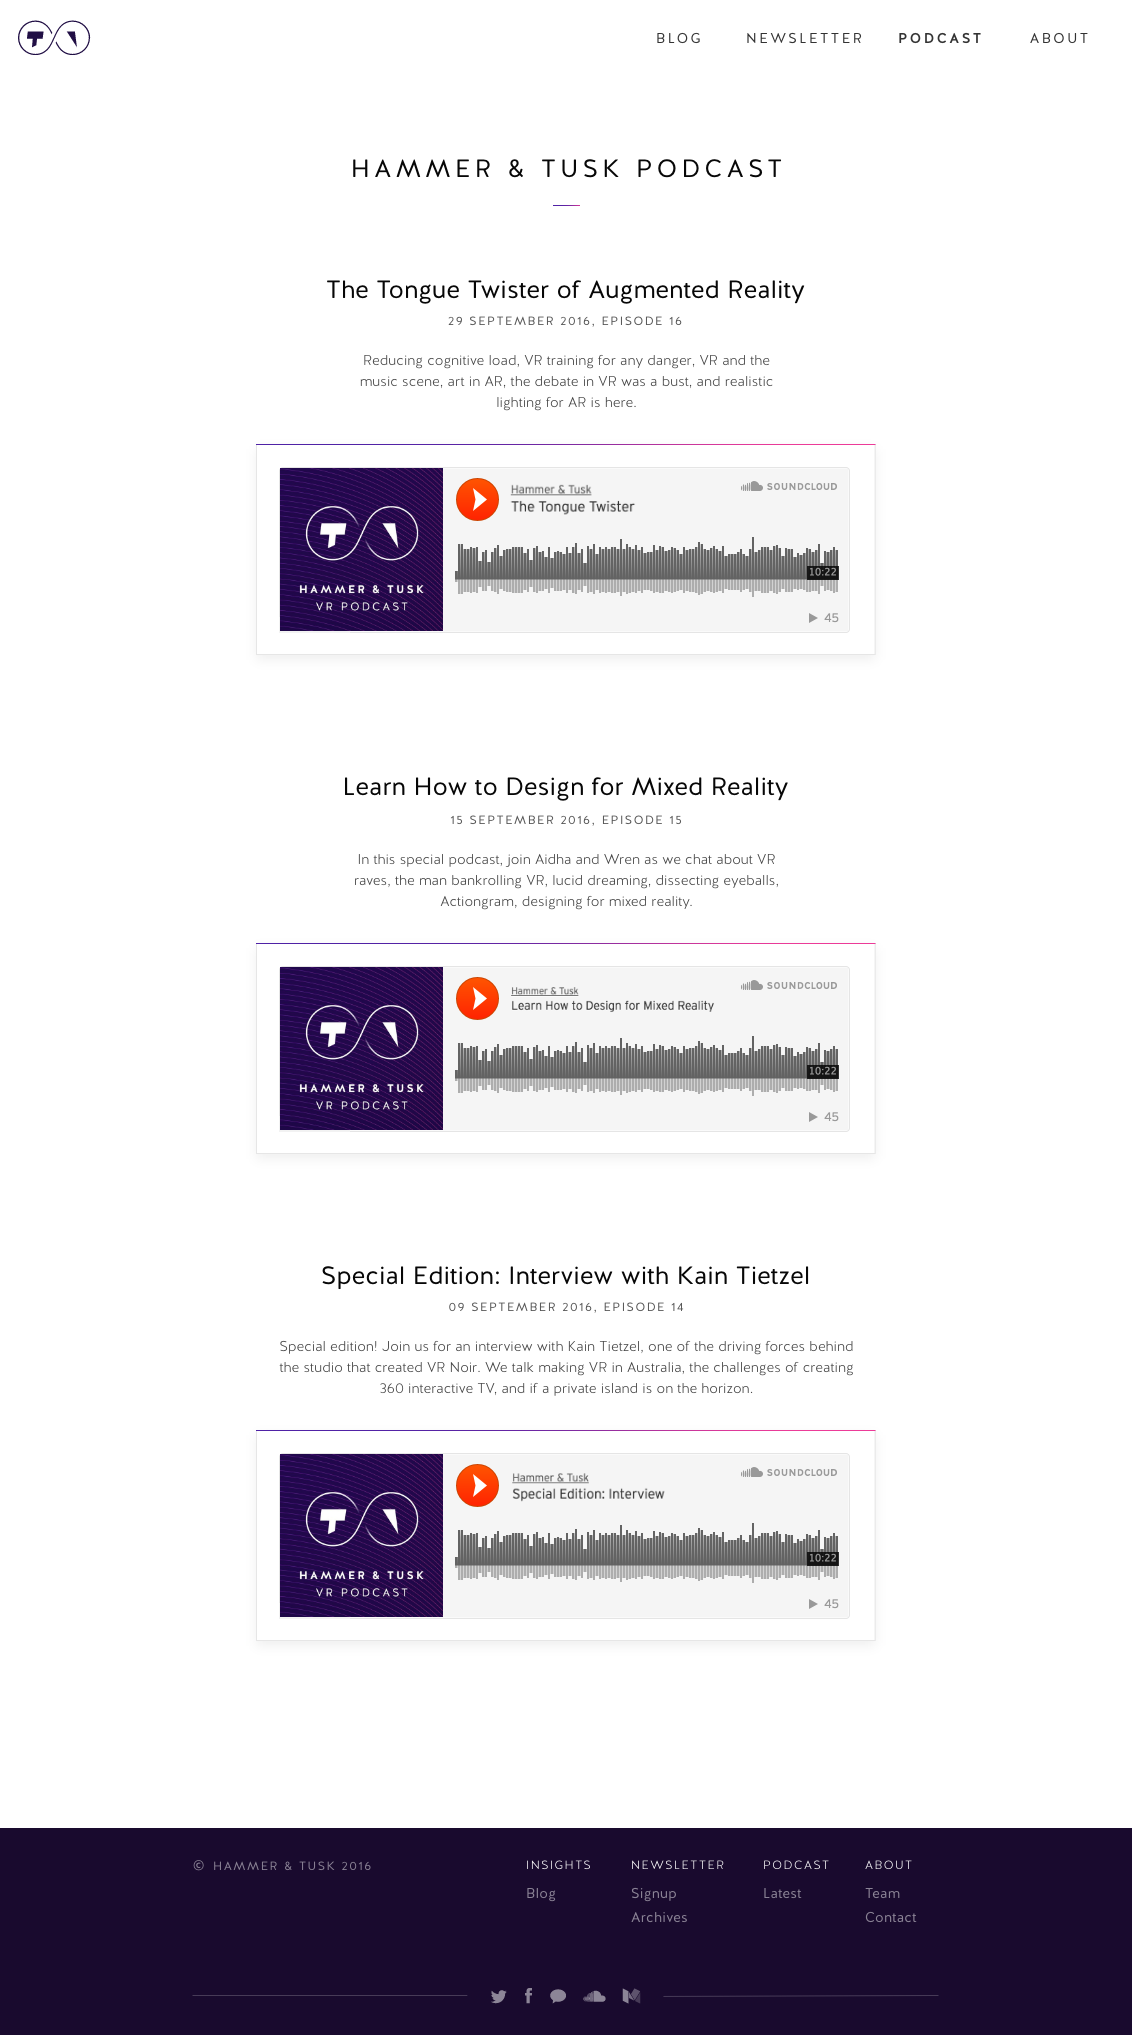 BLOG NEWSLETTER PODCAST ABOUT
HAMMER & TUSK PODCAST
The Tongue Twister of Augmented Reality
29 SEPTEMBER 2016, EPISODE 16
Reducing cognitive load, VR training for any danger, VR and the
music scene, art in AR, the debate in VR was a bust, and realistic
lighting for AR is here.
Hammer & Tusk
SOUNDCLOUD
The Tongue Twister
10:22
HAMMER & TUSK
VR PODCAST
45
Learn How to Design for Mixed Reality
15 SEPTEMBER 2016, EPISODE 15
In this special podcast, join Aidha and Wren as we chat about VR
raves, the man bankrolling VR, lucid dreaming, dissecting eyeballs,
Actiongram, designing for mixed reality.
Hammer & Tusk
SOUNDCLOUD
Learn How to Design for Mixed Reality
10:22
HAMMER & TUSK
VR PODCAST
45
Special Edition: Interview with Kain Tietzel
09 SEPTEMBER 2016, EPISODE 14
Special edition! Join us for an interview with Kain Tietzel, one of the driving forces behind
the studio that created VR Noir. We talk making VR in Australia, the challenges of creating
360 interactive TV, and if a private island is on the horizon.
Hammer & Tusk
SOUNDCLOUD
Special Edition: Interview
10:22
HAMMER & TUSK
VR PODCAST
45
© HAMMER & TUSK 2016
INSIGHTS NEWSLETTER PODCAST ABOUT
Blog Signup Latest Team
Archives Contact